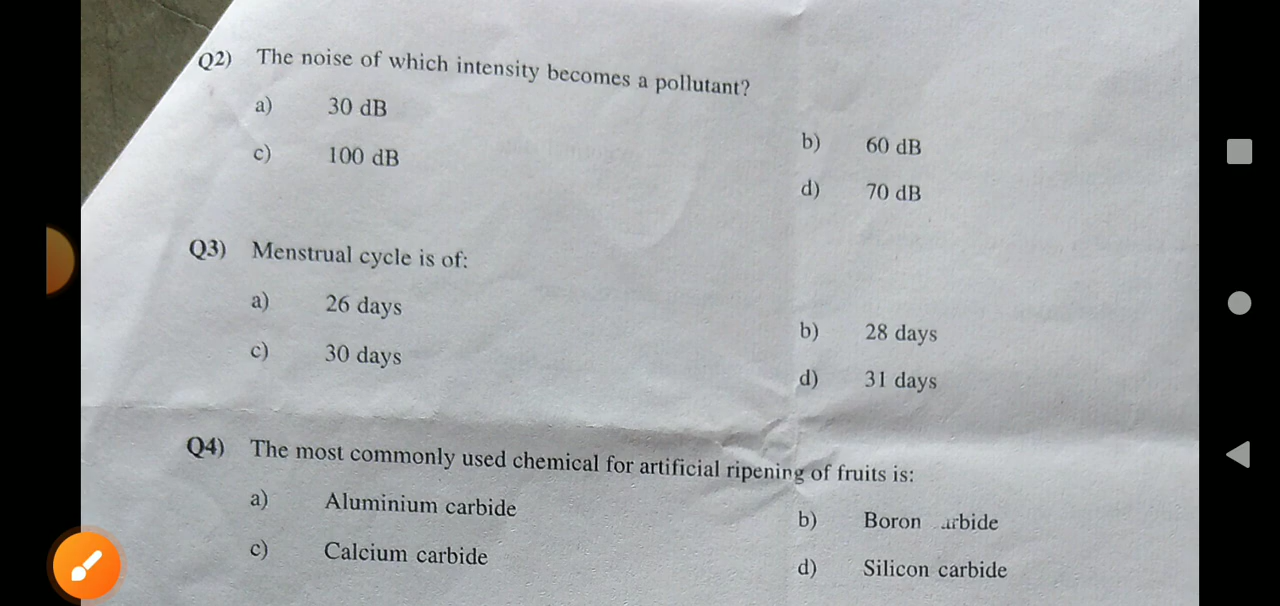 Q2) The noise of which intensity becomes a pollutant?
a) 30 dB
b) 60 dB
c) 100 dB
d) 70 dB
Q3) Menstrual cycle is of:
a) 26 days
b) 28 days
c) 30 days
d) 31 days
Q4) The most commonly used chemical for artificial ripening of fruits is:
a) Aluminium carbide
b) Boron arbide
c) Calcium carbide
d) Silicon carbide